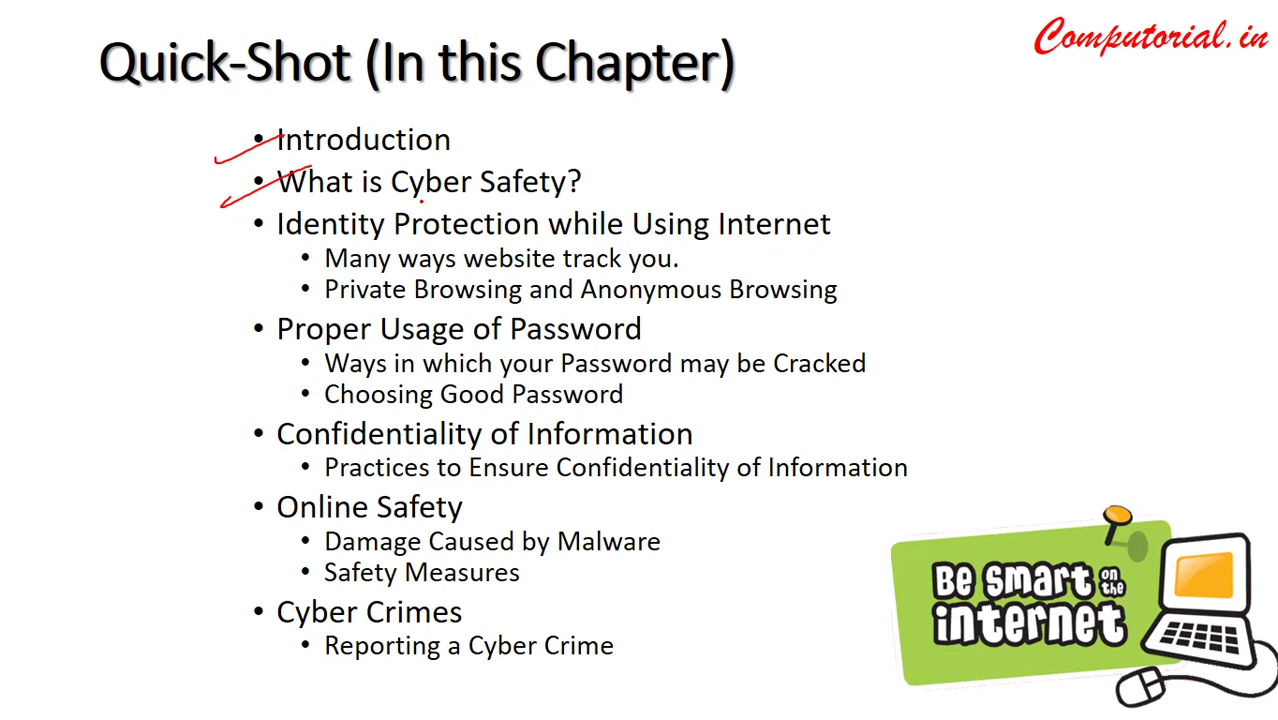 Computorial.in
Quick-Shot (In this Chapter)
• Introduction
• What is Cyber Safety?
• Identity Protection while Using Internet
• Many ways website track you.
• Private Browsing and Anonymous Browsing
• Proper Usage of Password
• Ways in which your Password may be Cracked
• Choosing Good Password
• Confidentiality of Information
• Practices to Ensure Confidentiality of Information
• Online Safety
• Damage Caused by Malware
• Safety Measures
• Cyber Crimes
• Reporting a Cyber Crime
Be smart on the
internet